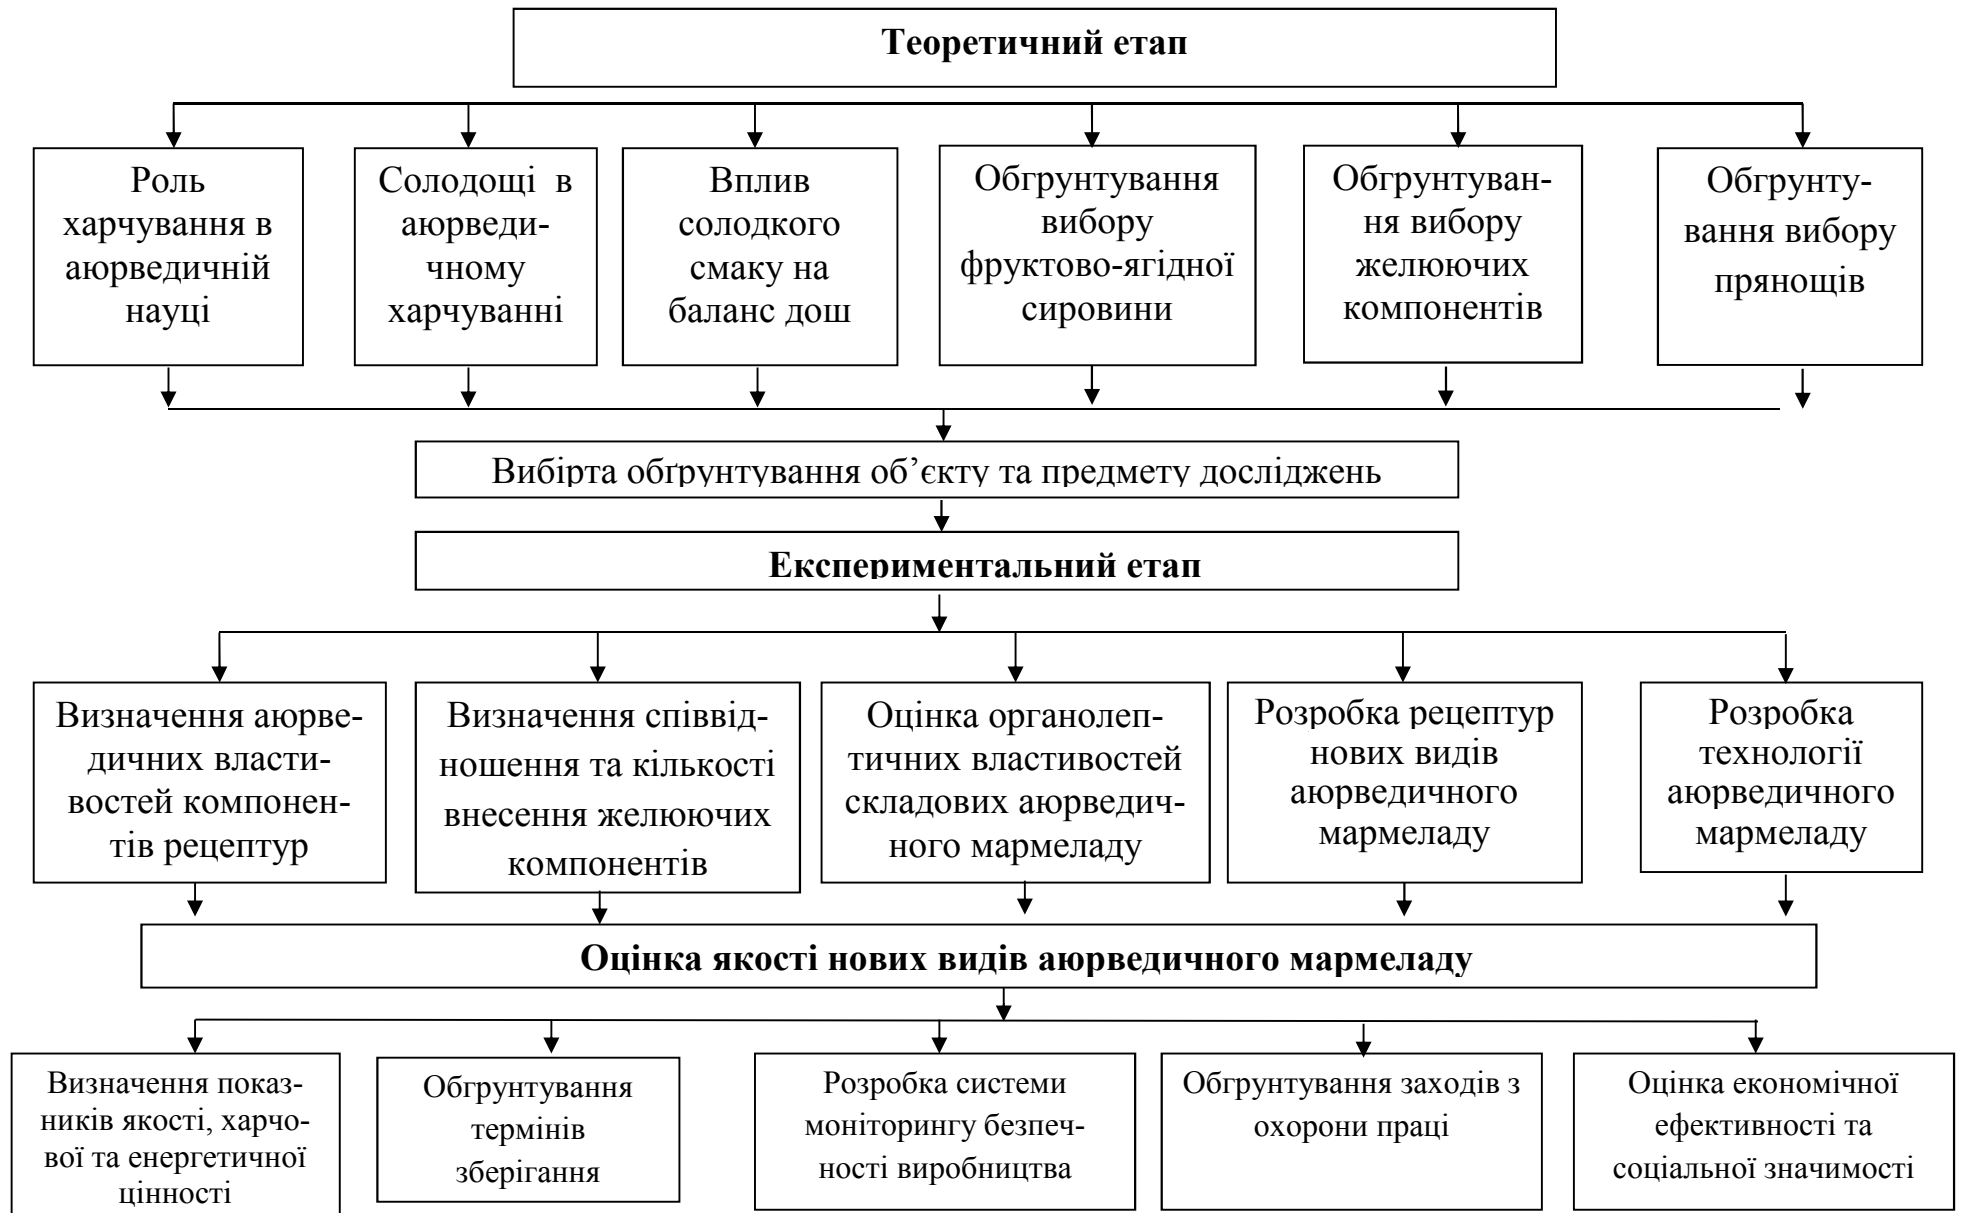 Теоретичний етап
Роль
харчування в
аюрведичній
науці
Солодощі в
аюрведи-
чному
харчуванні
Вплив
солодкого
смаку на
баланс дош
Обгрунтування
вибору
фруктово-ягідної
сировини
Обгрунтуван-
ня вибору
желюючих
компонентів
Обгрунту-
вання вибору
прянощів
Вибірта обґрунтування об’єкту та предмету досліджень
Експериментальний етап
Визначення аюрве-
дичних власти-
востей компонен-
тів рецептур
Визначення співвід-
ношення та кількості
внесення желюючих
компонентів
Оцінка органолеп-
тичних властивостей
складових аюрведич-
ного мармеладу
Розробка рецептур
нових видів
аюрведичного
мармеладу
Розробка
технології
аюрведичного
мармеладу
Оцінка якості нових видів аюрведичного мармеладу
Визначення показ-
ників якості, харчо-
вої та енергетичної
цінності
Обгрунтування
термінів
зберігання
Розробка системи
моніторингу безпеч-
ності виробництва
Обгрунтування заходів з
охорони праці
Оцінка економічної
ефективності та
соціальної значимості